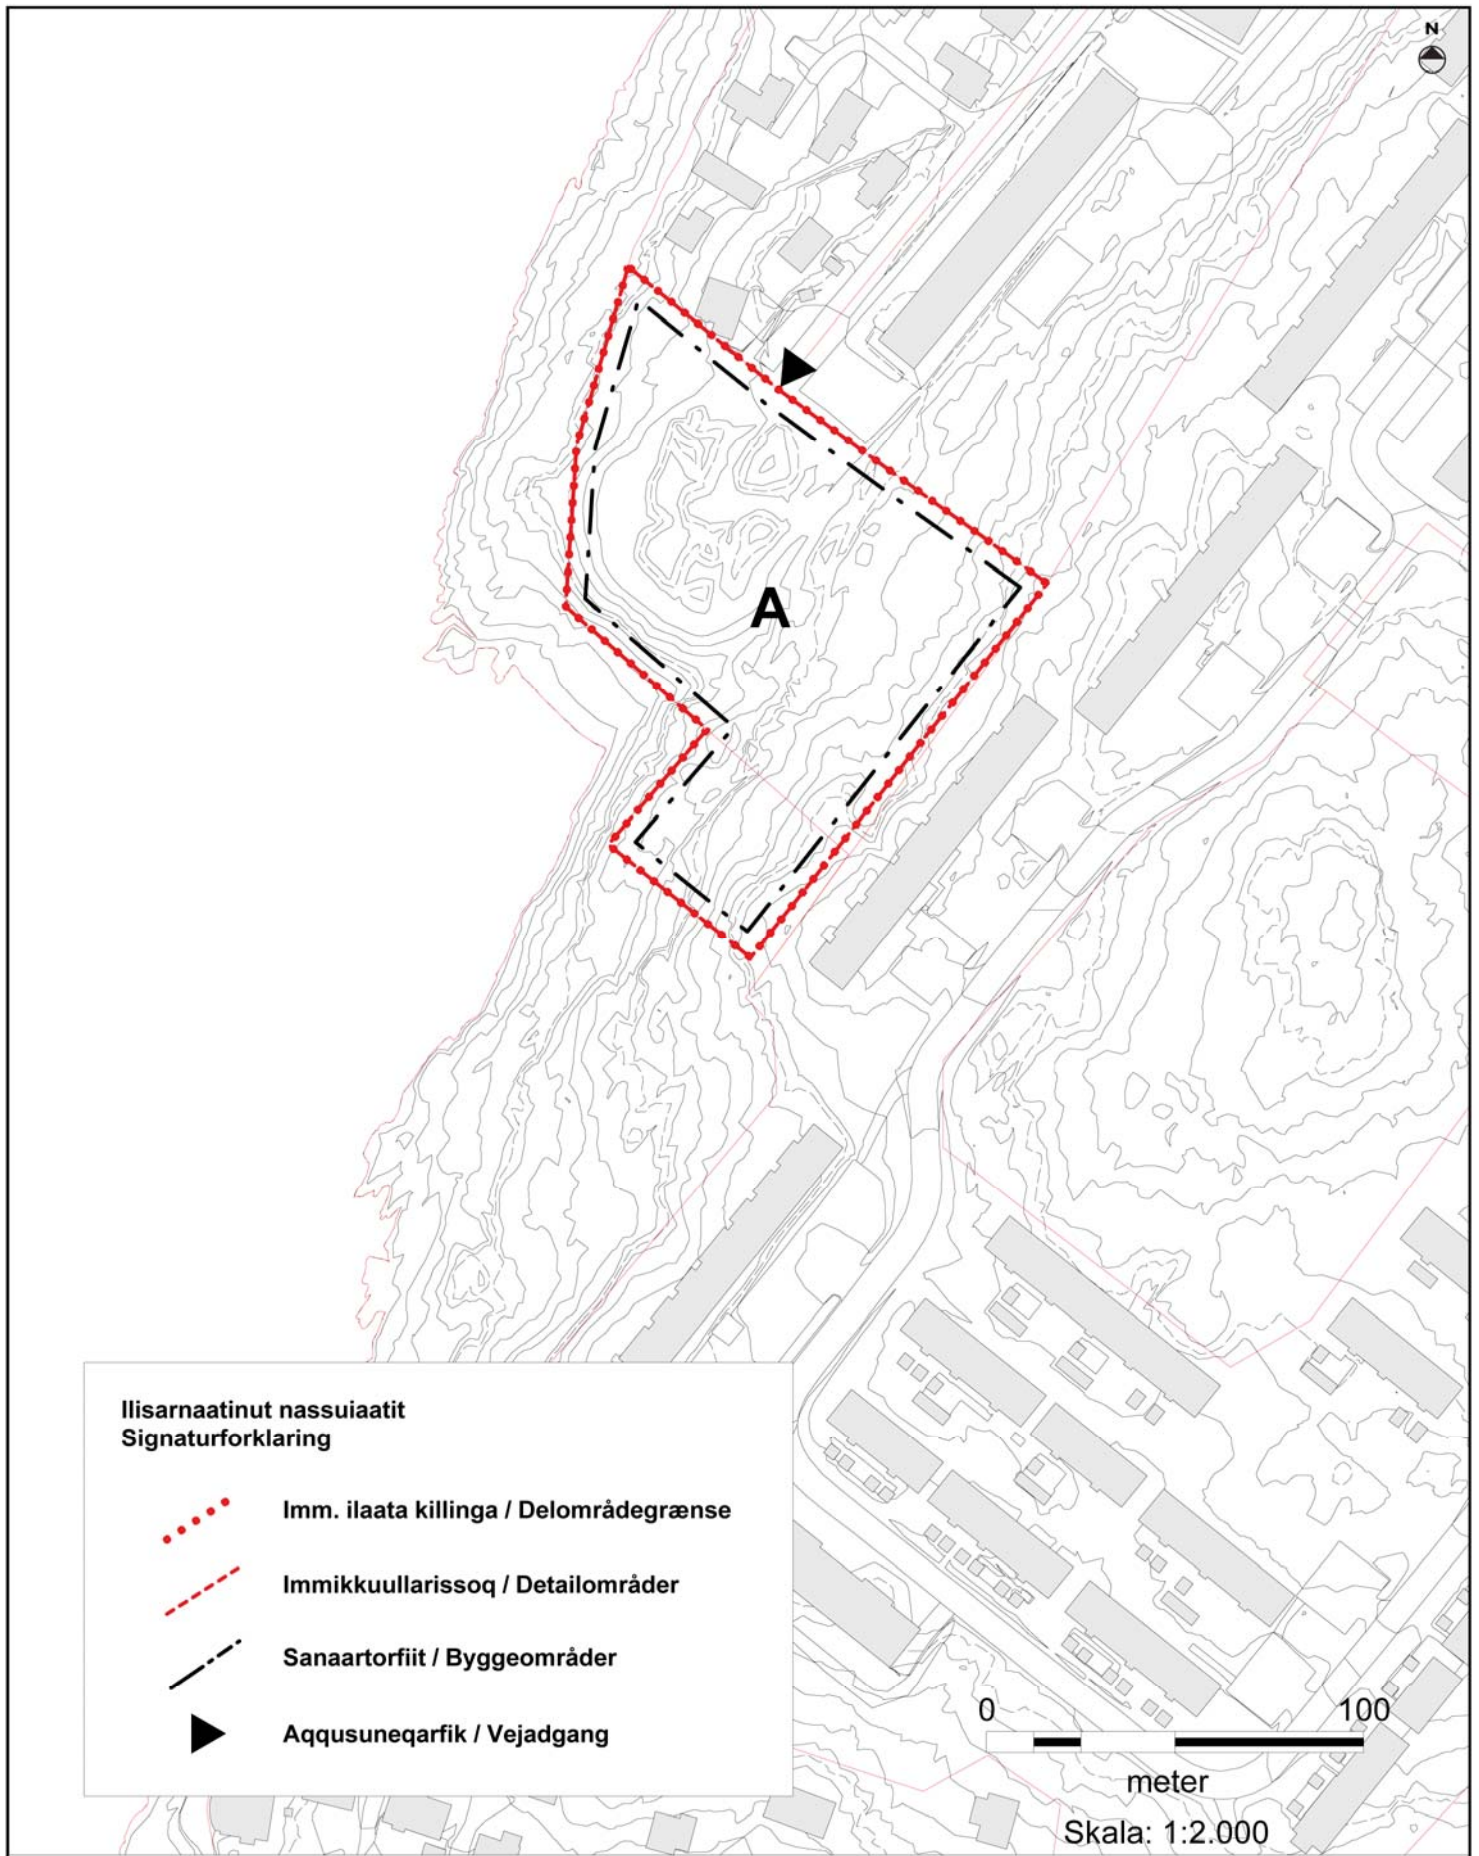 N
A
Ilisarnaatinut nassuiaatit
Signaturforklaring
Imm. ilaata killinga / Delområdegrænse
Immikkuullarissoq / Detailområder
Sanaartorfiit / Byggeområder
Aqqusuneqarfik / Vejadgang
0 100
meter
Skala: 1:2.000